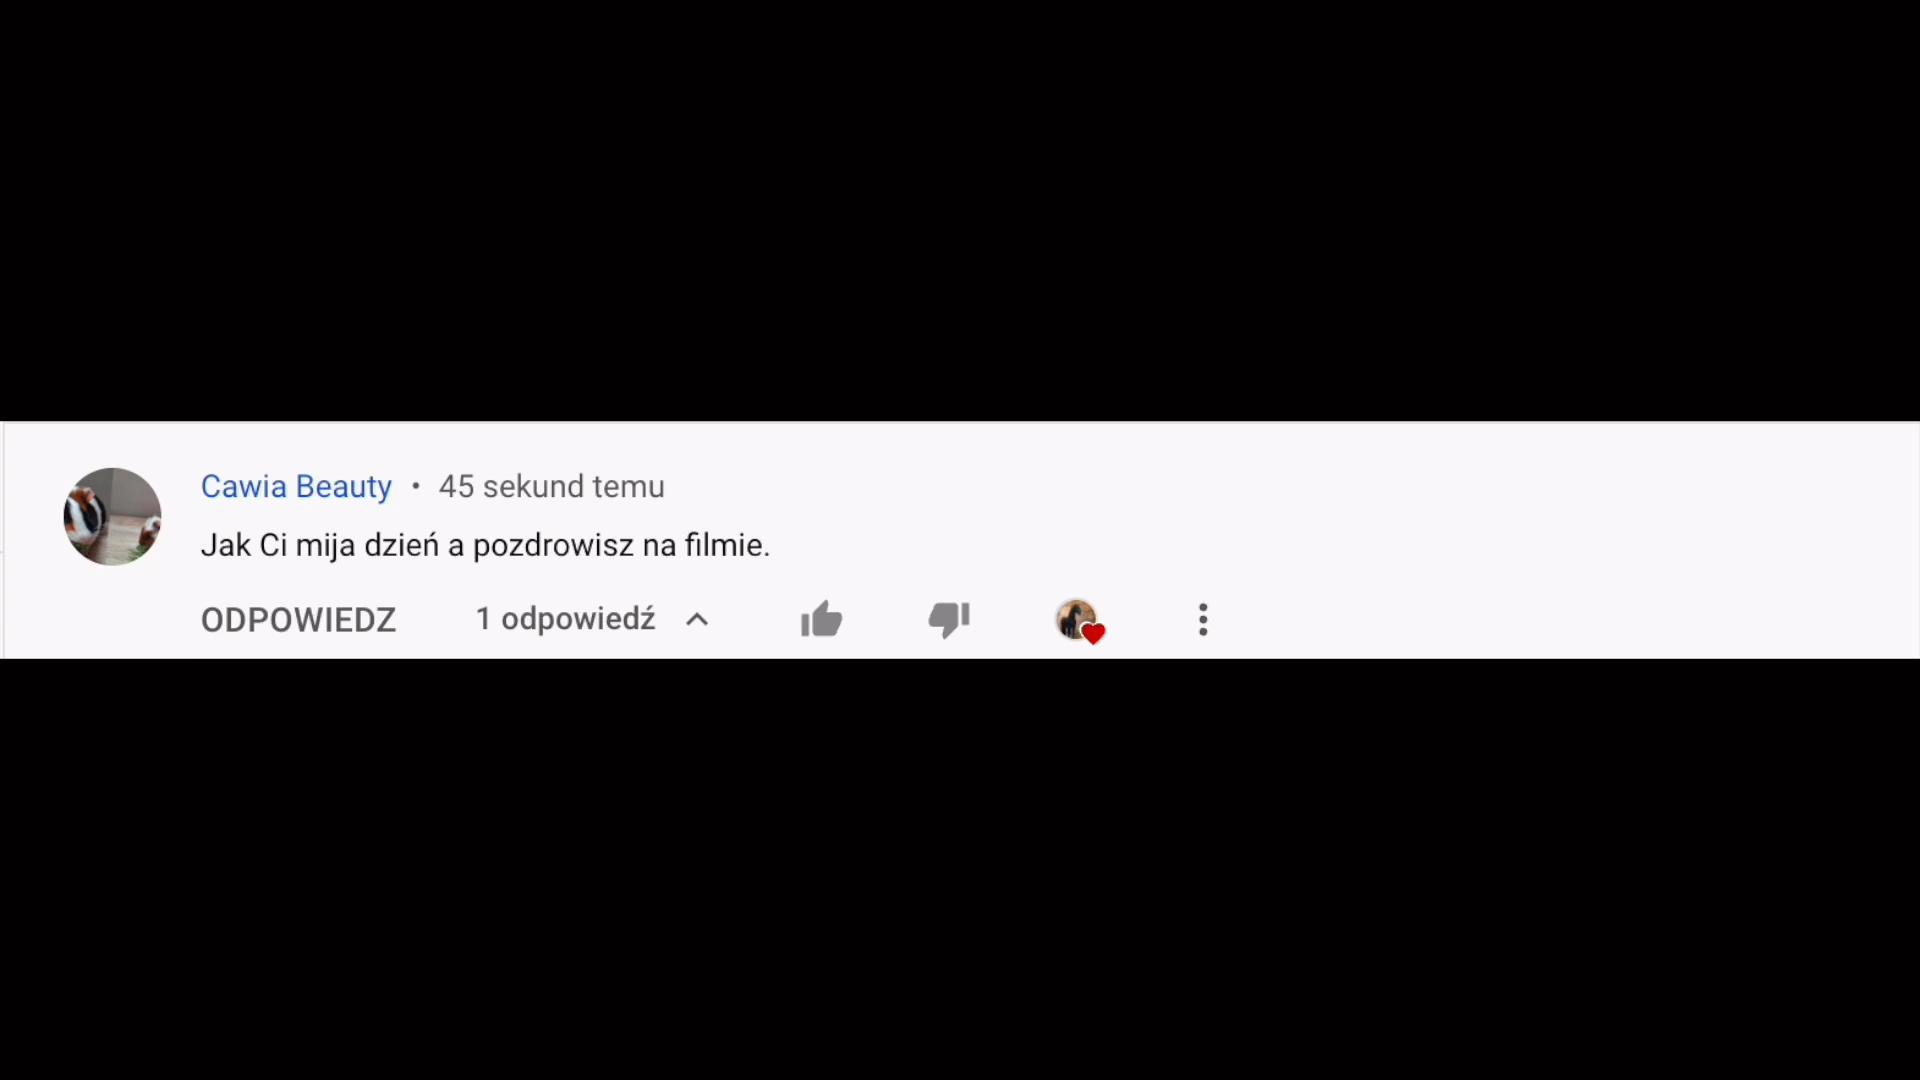 Cawia Beauty • 45 sekund temu
Jak Ci mija dzień a pozdrowisz na filmie.
ODPOWIEDZ 1 odpowiedź